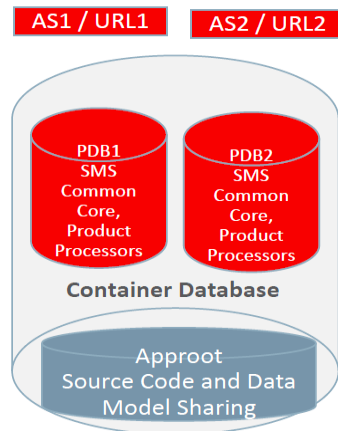 AS1 / URL1
AS2 / URL2
PDB1
SMS
Common
Core,
Product
Processors
PDB2
SMS
Common
Core,
Product
Processors
Container Database
Approot
Source Code and Data
Model Sharing